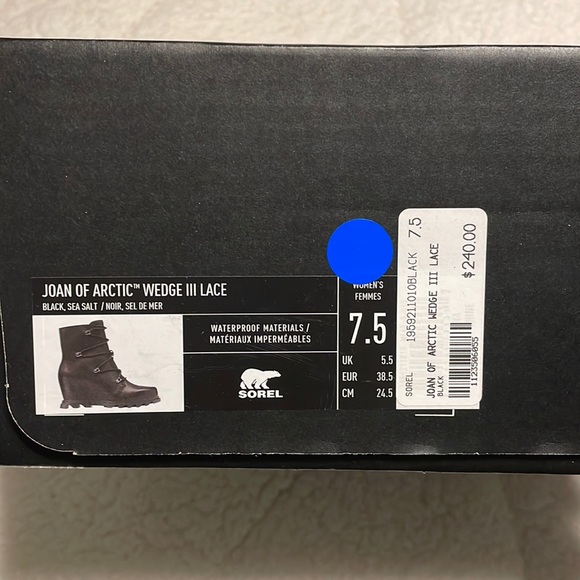 JOAN OF ARCTIC™ WEDGE III LACE
BLACK, SEA SALT / NOIR, SEL DE MER
WATERPROOF MATERIALS /
MATÉRIAUX IMPERMÉABLES
SOREL
WOMEN'S
FEMMES
7.5
UK 5.5
EUR 38.5
CM 24.5
SOREL
1959211010BLACK 7.5
JOAN OF ARCTIC WEDGE III LACE
BLACK
$240.00
1123506055